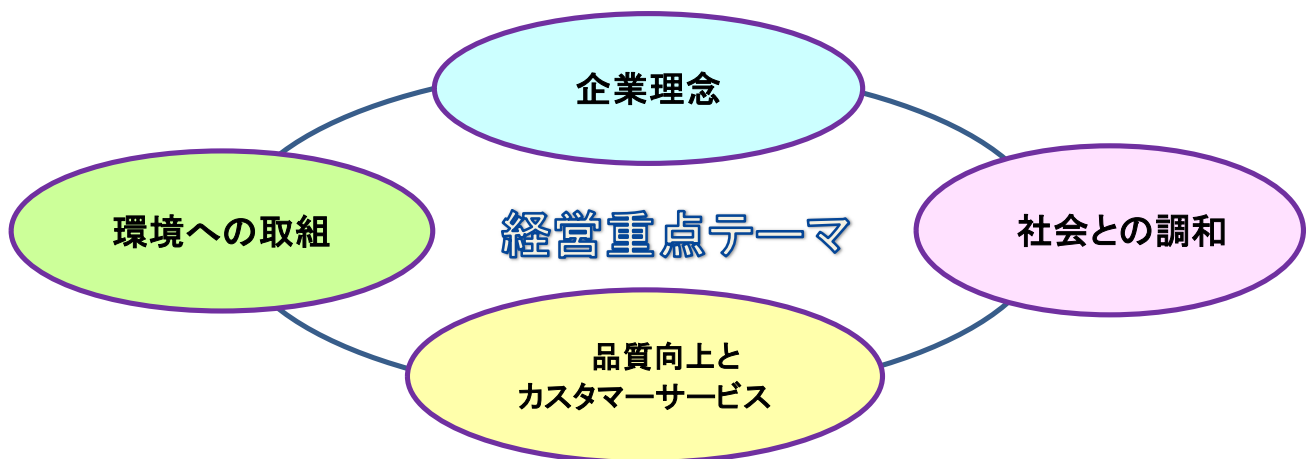 企業理念
環境への取組
経営重点テーマ
社会との調和
品質向上と
カスタマーサービス